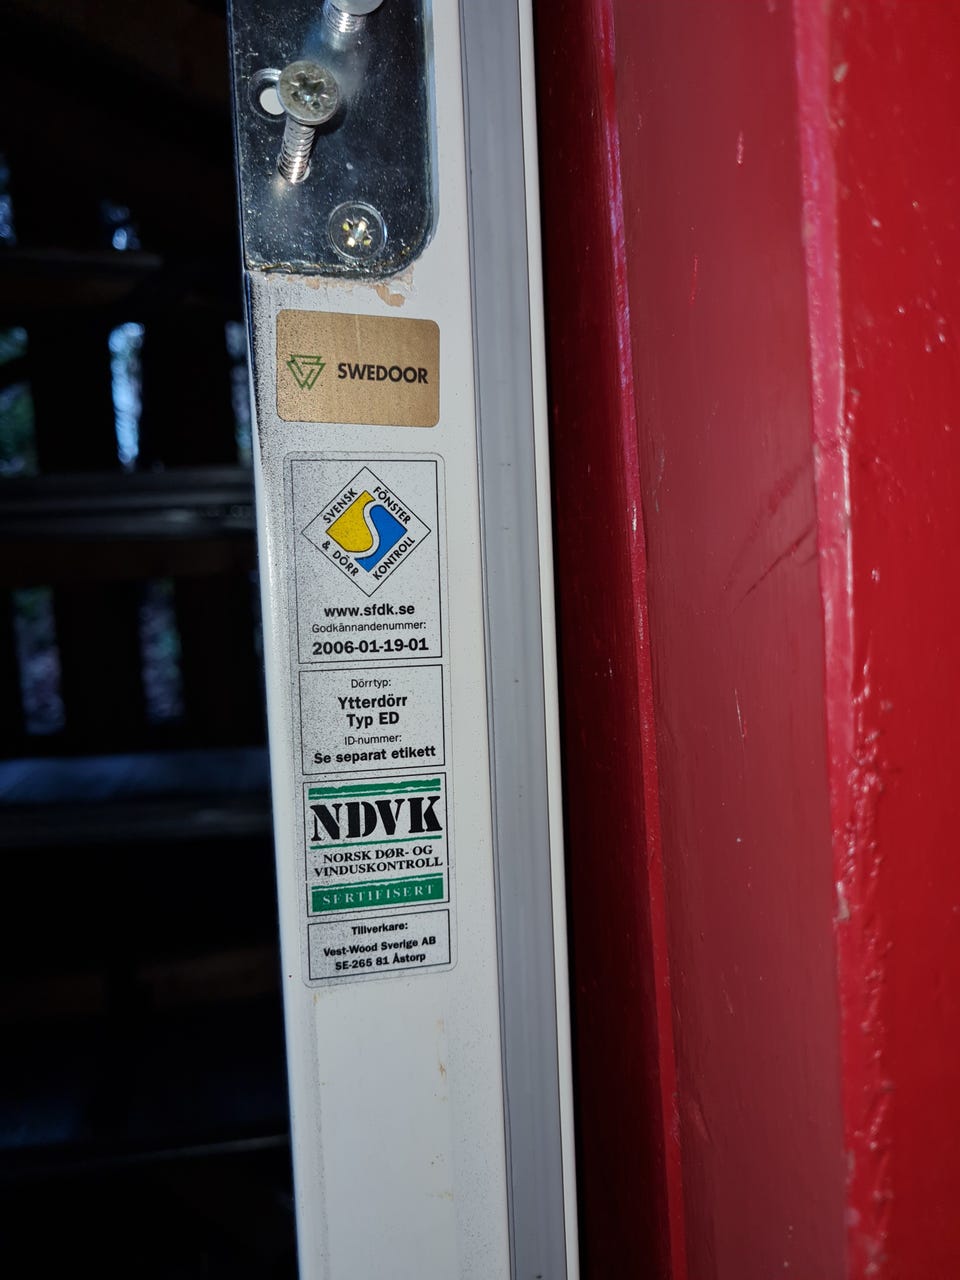 SWEDOOR
SVENSK FÖNSTER
& DÖRR KONTROLL
www.sfdk.se
Godkännandenummer:
2006-01-19-01
Dörrtyp:
Ytterdörr
Typ ED
ID-nummer:
Se separat etikett
NDVK
NORSK DØR- OG
VINDUSKONTROLL
SERTIFISERT
Tillverkare:
Vest-Wood Sverige AB
SE-265 81 Åstorp